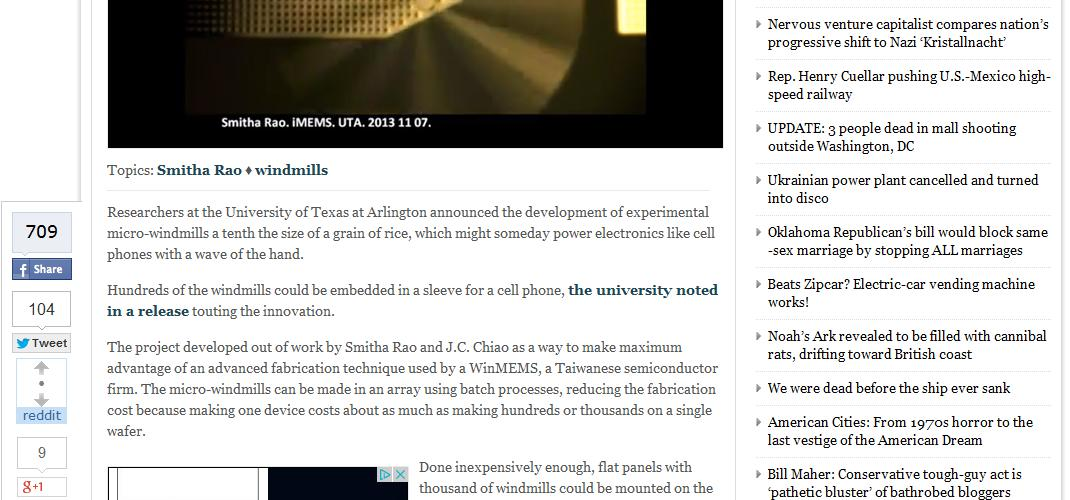 Smitha Rao. iMEMS. UTA. 2013 11 07.
Topics: Smitha Rao ♦ windmills
Researchers at the University of Texas at Arlington announced the development of experimental
micro-windmills a tenth the size of a grain of rice, which might someday power electronics like cell
phones with a wave of the hand.
Hundreds of the windmills could be embedded in a sleeve for a cell phone, the university noted
in a release touting the innovation.
The project developed out of work by Smitha Rao and J.C. Chiao as a way to make maximum
advantage of an advanced fabrication technique used by a WinMEMS, a Taiwanese semiconductor
firm. The micro-windmills can be made in an array using batch processes, reducing the fabrication
cost because making one device costs about as much as making hundreds or thousands on a single
wafer.
Done inexpensively enough, flat panels with
thousand of windmills could be mounted on the
709
f Share
104
Tweet
reddit
9
g+1
Nervous venture capitalist compares nation's
progressive shift to Nazi ‘Kristallnacht’
Rep. Henry Cuellar pushing U.S.-Mexico high-
speed railway
UPDATE: 3 people dead in mall shooting
outside Washington, DC
Ukrainian power plant cancelled and turned
into disco
Oklahoma Republican's bill would block same
-sex marriage by stopping ALL marriages
Beats Zipcar? Electric-car vending machine
works!
Noah's Ark revealed to be filled with cannibal
rats, drifting toward British coast
We were dead before the ship ever sank
American Cities: From 1970s horror to the
last vestige of the American Dream
Bill Maher: Conservative tough-guy act is
‘pathetic bluster’ of bathrobed bloggers